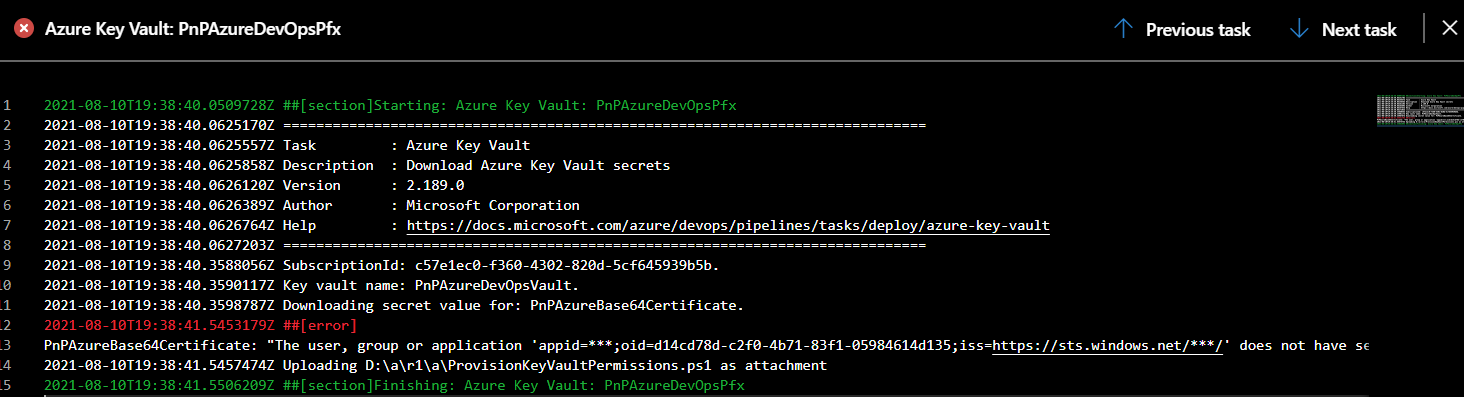 Azure Key Vault: PnPAzureDevOpsPfx
Previous task
Next task
1 2021-08-10T19:38:40.0509728Z ##[section]Starting: Azure Key Vault: PnPAzureDevOpsPfx
2 2021-08-10T19:38:40.0625170Z ==============================================================================
3 2021-08-10T19:38:40.0625557Z Task         : Azure Key Vault
4 2021-08-10T19:38:40.0625858Z Description  : Download Azure Key Vault secrets
5 2021-08-10T19:38:40.0626120Z Version      : 2.189.0
6 2021-08-10T19:38:40.0626389Z Author       : Microsoft Corporation
7 2021-08-10T19:38:40.0626764Z Help         : https://docs.microsoft.com/azure/devops/pipelines/tasks/deploy/azure-key-vault
8 2021-08-10T19:38:40.0627203Z ==============================================================================
9 2021-08-10T19:38:40.3588056Z SubscriptionId: c57e1ec0-f360-4302-820d-5cf645939b5b.
10 2021-08-10T19:38:40.3590117Z Key vault name: PnPAzureDevOpsVault.
11 2021-08-10T19:38:40.3598787Z Downloading secret value for: PnPAzureBase64Certificate.
12 2021-08-10T19:38:41.5453179Z ##[error]
13 PnPAzureBase64Certificate: "The user, group or application 'appid=***;oid=d14cd78d-c2f0-4b71-83f1-05984614d135;iss=https://sts.windows.net/***/' does not have se
14 2021-08-10T19:38:41.5457474Z Uploading D:\a\r1\a\ProvisionKeyVaultPermissions.ps1 as attachment
15 2021-08-10T19:38:41.5506209Z ##[section]Finishing: Azure Key Vault: PnPAzureDevOpsPfx